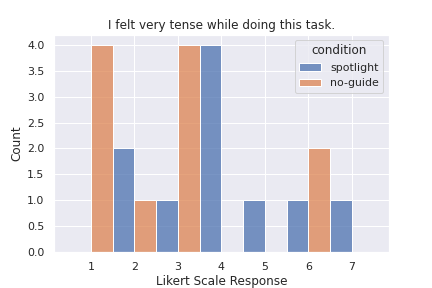 I felt very tense while doing this task.
condition
spotlight
no-guide
4.0
3.5
3.0
2.5
2.0
1.5
1.0
0.5
0.0
Count
1 2 3 4 5 6 7
Likert Scale Response